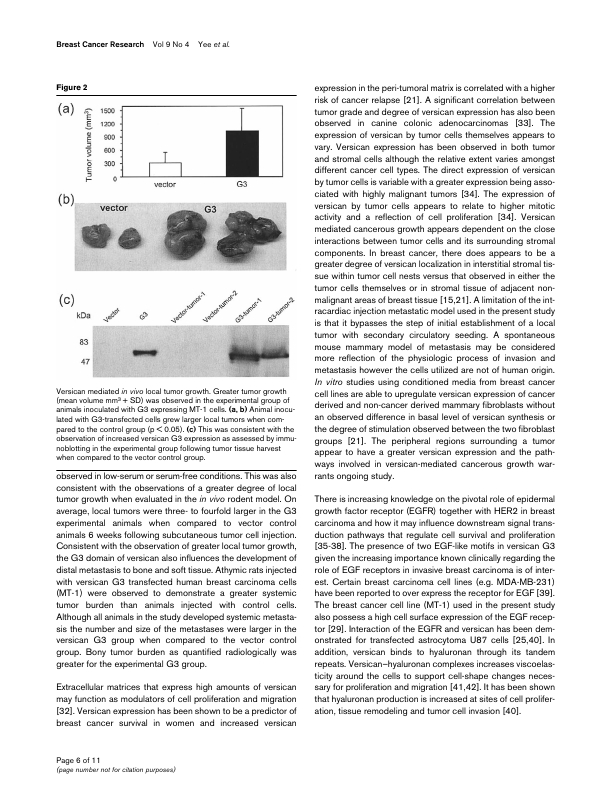 Breast Cancer Research Vol 9 No 4 Yee et al.
Figure 2
(a)
Tumor volume (mm³)
1500
1200
900
600
300
0
vector
G3
(b)
vector
G3
(c)
kDa
Vector
G3
Vector-tumor-1
Vector-tumor-2
G3-tumor-1
G3-tumor-2
83
47
Versican mediated in vivo local tumor growth. Greater tumor growth
(mean volume mm³ + SD) was observed in the experimental group of
animals inoculated with G3 expressing MT-1 cells. (a, b) Animal inocu-
lated with G3-transfected cells grew larger local tumors when com-
pared to the control group (p < 0.05). (c) This was consistent with the
observation of increased versican G3 expression as assessed by immu-
noblotting in the experimental group following tumor tissue harvest
when compared to the vector control group.
observed in low-serum or serum-free conditions. This was also
consistent with the observations of a greater degree of local
tumor growth when evaluated in the in vivo rodent model. On
average, local tumors were three- to fourfold larger in the G3
experimental animals when compared to vector control
animals 6 weeks following subcutaneous tumor cell injection.
Consistent with the observation of greater local tumor growth,
the G3 domain of versican also influences the development of
distal metastasis to bone and soft tissue. Athymic rats injected
with versican G3 transfected human breast carcinoma cells
(MT-1) were observed to demonstrate a greater systemic
tumor burden than animals injected with control cells.
Although all animals in the study developed systemic metasta-
sis the number and size of the metastases were larger in the
versican G3 group when compared to the vector control
group. Bony tumor burden as quantified radiologically was
greater for the experimental G3 group.
Extracellular matrices that express high amounts of versican
may function as modulators of cell proliferation and migration
[32]. Versican expression has been shown to be a predictor of
breast cancer survival in women and increased versican
expression in the peri-tumoral matrix is correlated with a higher
risk of cancer relapse [21]. A significant correlation between
tumor grade and degree of versican expression has also been
observed in canine colonic adenocarcinomas [33]. The
expression of versican by tumor cells themselves appears to
vary. Versican expression has been observed in both tumor
and stromal cells although the relative extent varies amongst
different cancer cell types. The direct expression of versican
by tumor cells is variable with a greater expression being asso-
ciated with highly malignant tumors [34]. The expression of
versican by tumor cells appears to relate to higher mitotic
activity and a reflection of cell proliferation [34]. Versican
mediated cancerous growth appears dependent on the close
interactions between tumor cells and its surrounding stromal
components. In breast cancer, there does appears to be a
greater degree of versican localization in interstitial stromal tis-
sue within tumor cell nests versus that observed in either the
tumor cells themselves or in stromal tissue of adjacent non-
malignant areas of breast tissue [15,21]. A limitation of the int-
racardiac injection metastatic model used in the present study
is that it bypasses the step of initial establishment of a local
tumor with secondary circulatory seeding. A spontaneous
mouse mammary model of metastasis may be considered
more reflection of the physiologic process of invasion and
metastasis however the cells utilized are not of human origin.
In vitro studies using conditioned media from breast cancer
cell lines are able to upregulate versican expression of cancer
derived and non-cancer derived mammary fibroblasts without
an observed difference in basal level of versican synthesis or
the degree of stimulation observed between the two fibroblast
groups [21]. The peripheral regions surrounding a tumor
appear to have a greater versican expression and the path-
ways involved in versican-mediated cancerous growth war-
rants ongoing study.
There is increasing knowledge on the pivotal role of epidermal
growth factor receptor (EGFR) together with HER2 in breast
carcinoma and how it may influence downstream signal trans-
duction pathways that regulate cell survival and proliferation
[35-38]. The presence of two EGF-like motifs in versican G3
given the increasing importance known clinically regarding the
role of EGF receptors in invasive breast carcinoma is of inter-
est. Certain breast carcinoma cell lines (e.g. MDA-MB-231)
have been reported to over express the receptor for EGF [39].
The breast cancer cell line (MT-1) used in the present study
also possess a high cell surface expression of the EGF recep-
tor [29]. Interaction of the EGFR and versican has been dem-
onstrated for transfected astrocytoma U87 cells [25,40]. In
addition, versican binds to hyaluronan through its tandem
repeats. Versican–hyaluronan complexes increases viscoelas-
ticity around the cells to support cell-shape changes neces-
sary for proliferation and migration [41,42]. It has been shown
that hyaluronan production is increased at sites of cell prolifer-
ation, tissue remodeling and tumor cell invasion [40].
Page 6 of 11
(page number not for citation purposes)